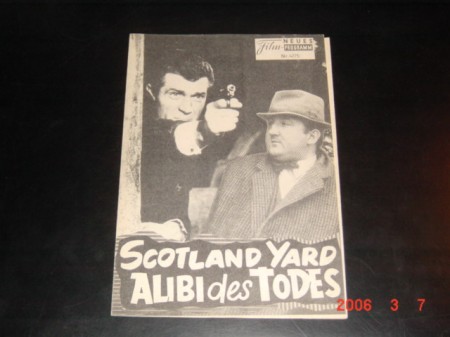 film NEUES
PROGRAMM
SCOTLAND YARD
ALIBI des TODES
2006 3 7